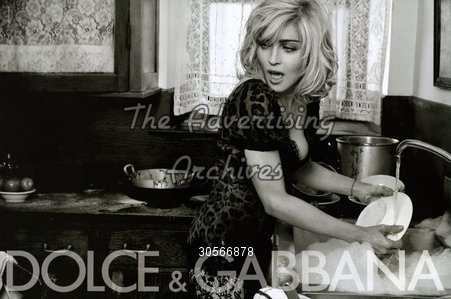 The Advertising
Archives
30566878
DOLCE & GABBANA